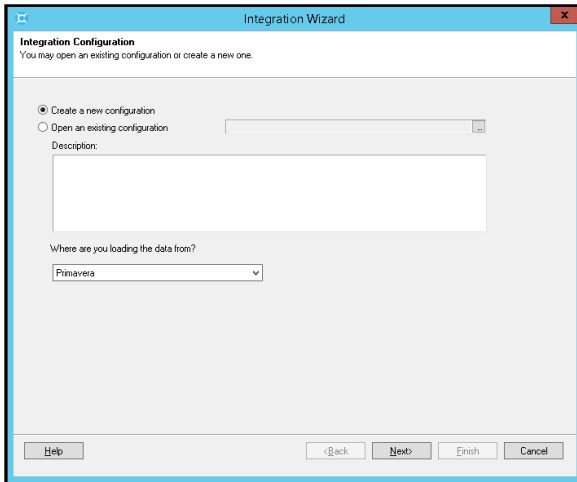 Integration Wizard
x
Integration Configuration
You may open an existing configuration or create a new one.
Create a new configuration
Open an existing configuration
...
Description:
Where are you loading the data from?
Primavera
Help
<Back
Next>
Finish
Cancel